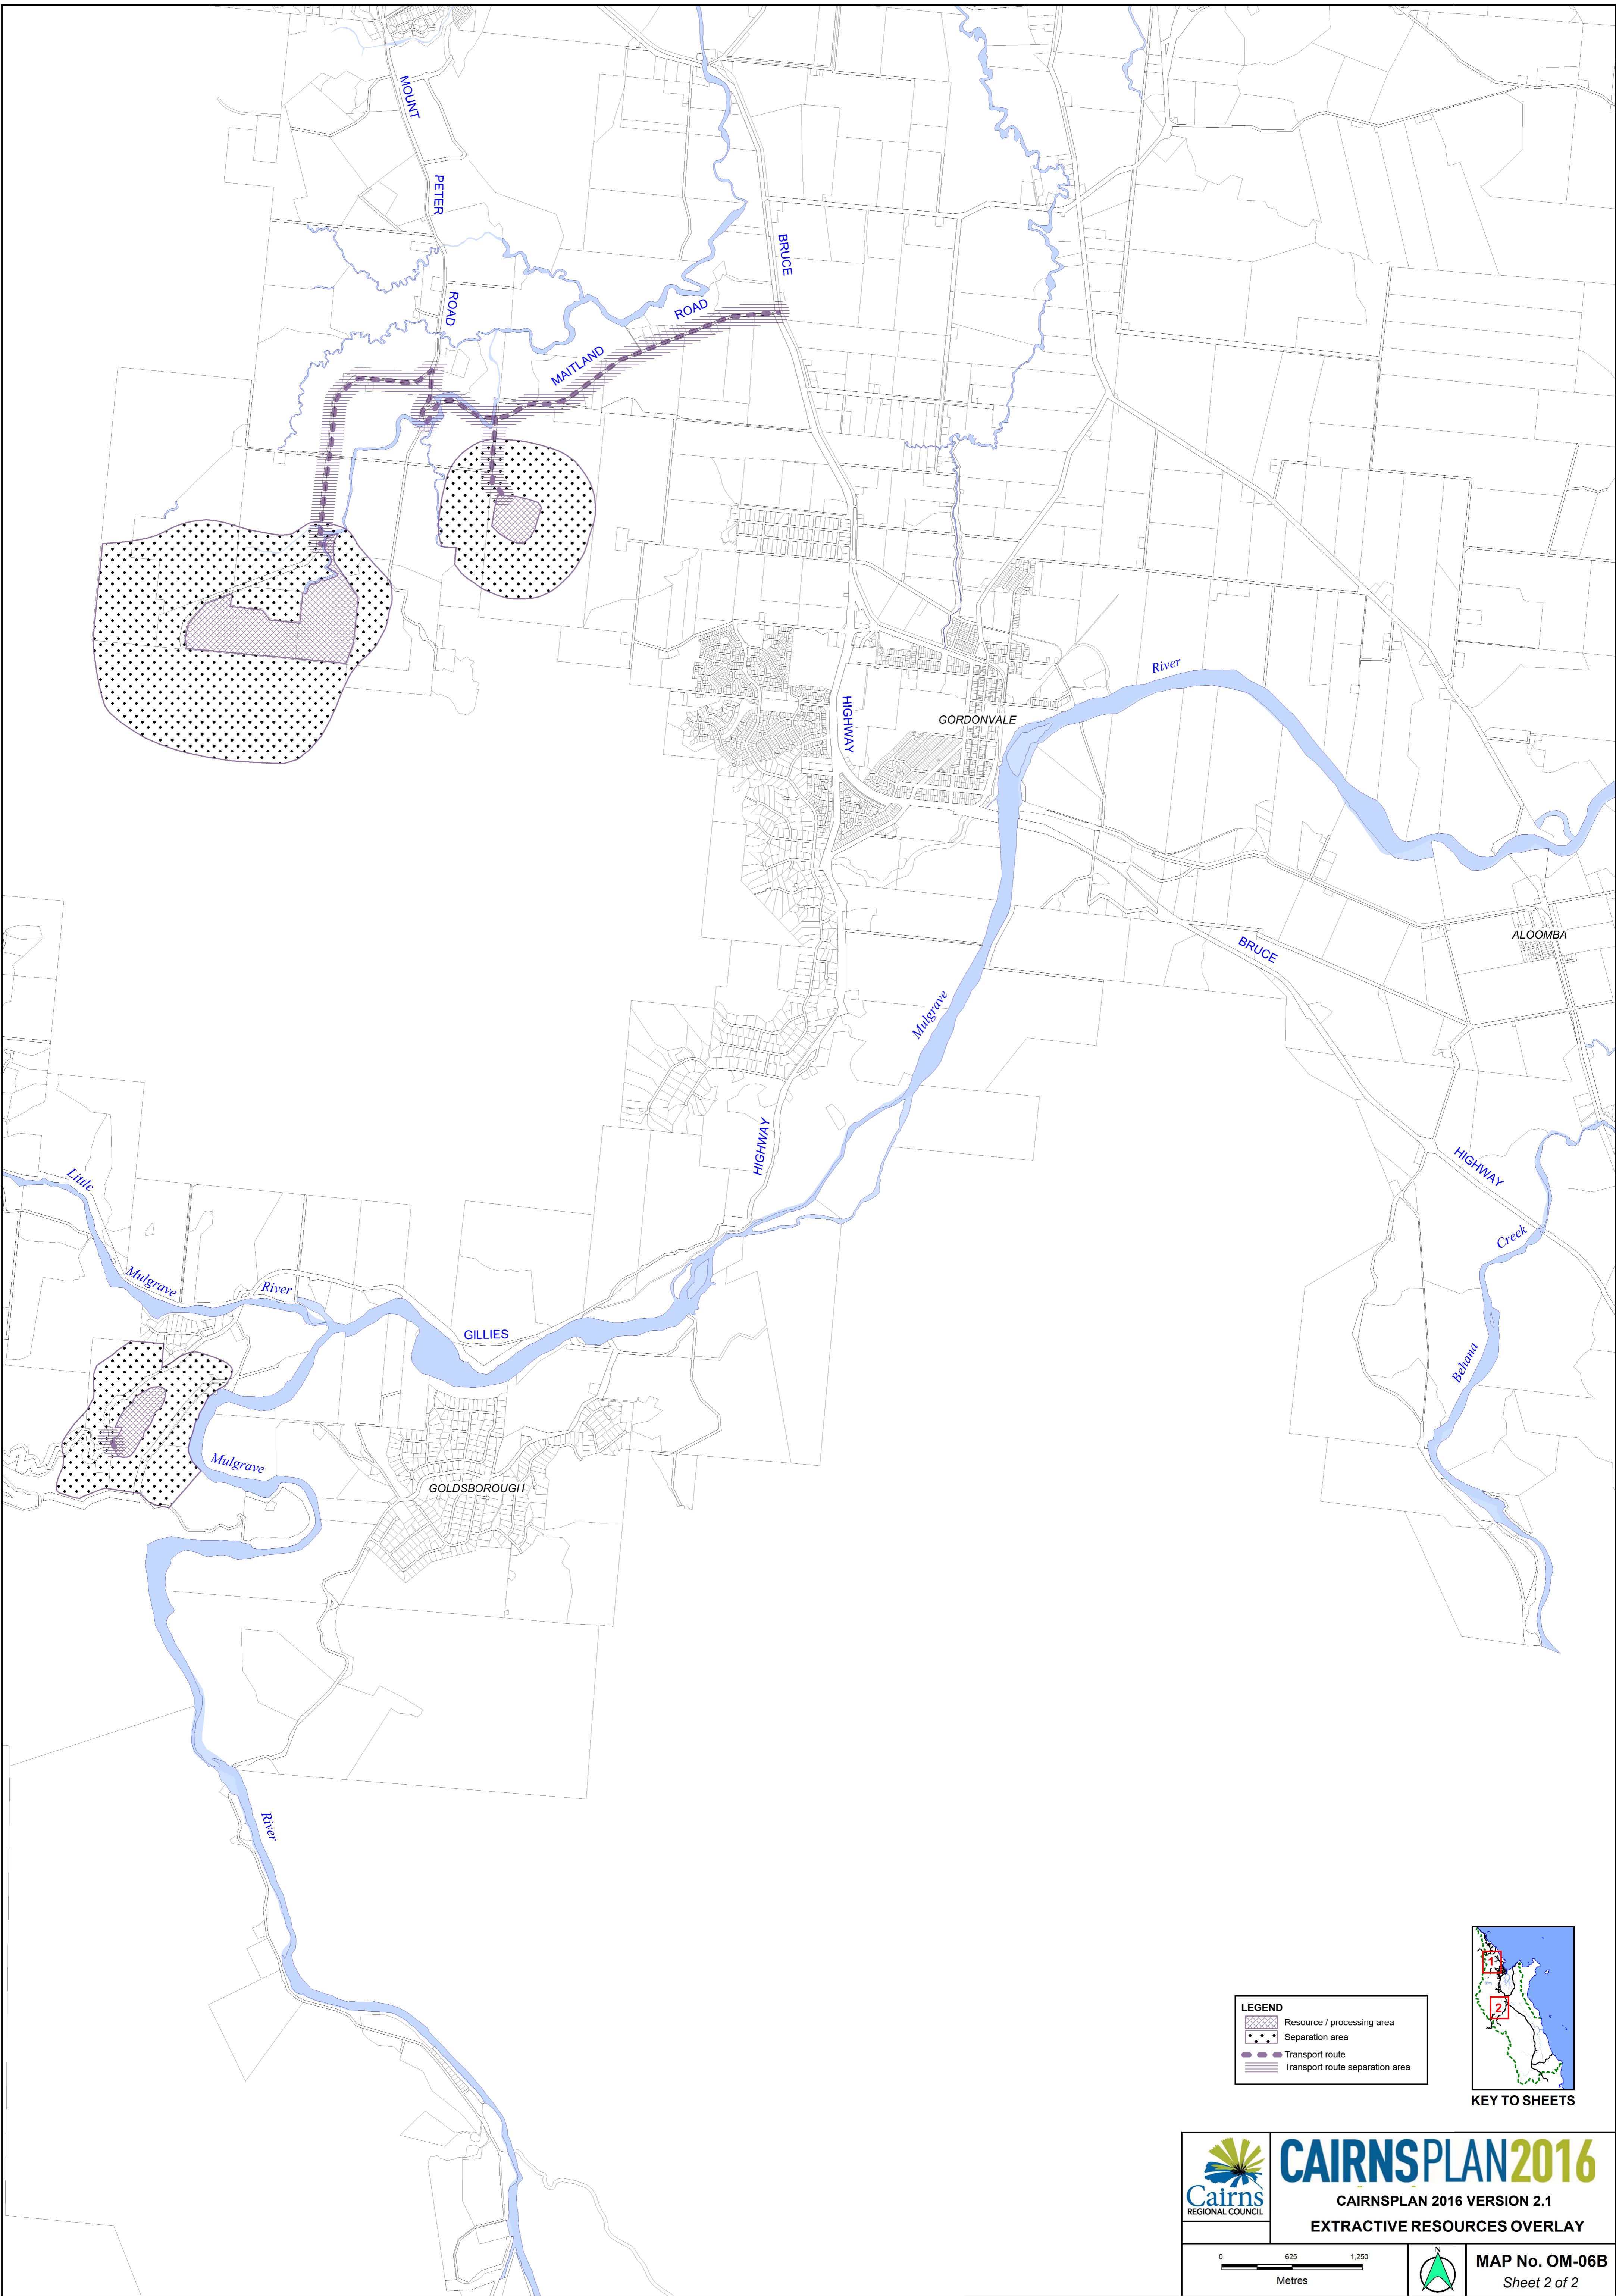 MOUNT
PETER
ROAD
BRUCE
ROAD
MAITLAND
River
HIGHWAY
GORDONVALE
ALOOMBA
BRUCE
Mulgrave
HIGHWAY
HIGHWAY
Little
Creek
Mulgrave
River
GILLIES
Behana
Mulgrave
GOLDSBOROUGH
River
LEGEND
Resource / processing area
Separation area
Transport route
Transport route separation area
1
2
KEY TO SHEETS
Cairns
REGIONAL COUNCIL
CAIRNSPLAN2016
CAIRNSPLAN 2016 VERSION 2.1
EXTRACTIVE RESOURCES OVERLAY
0 625 1,250
Metres
N
MAP No. OM-06B
Sheet 2 of 2